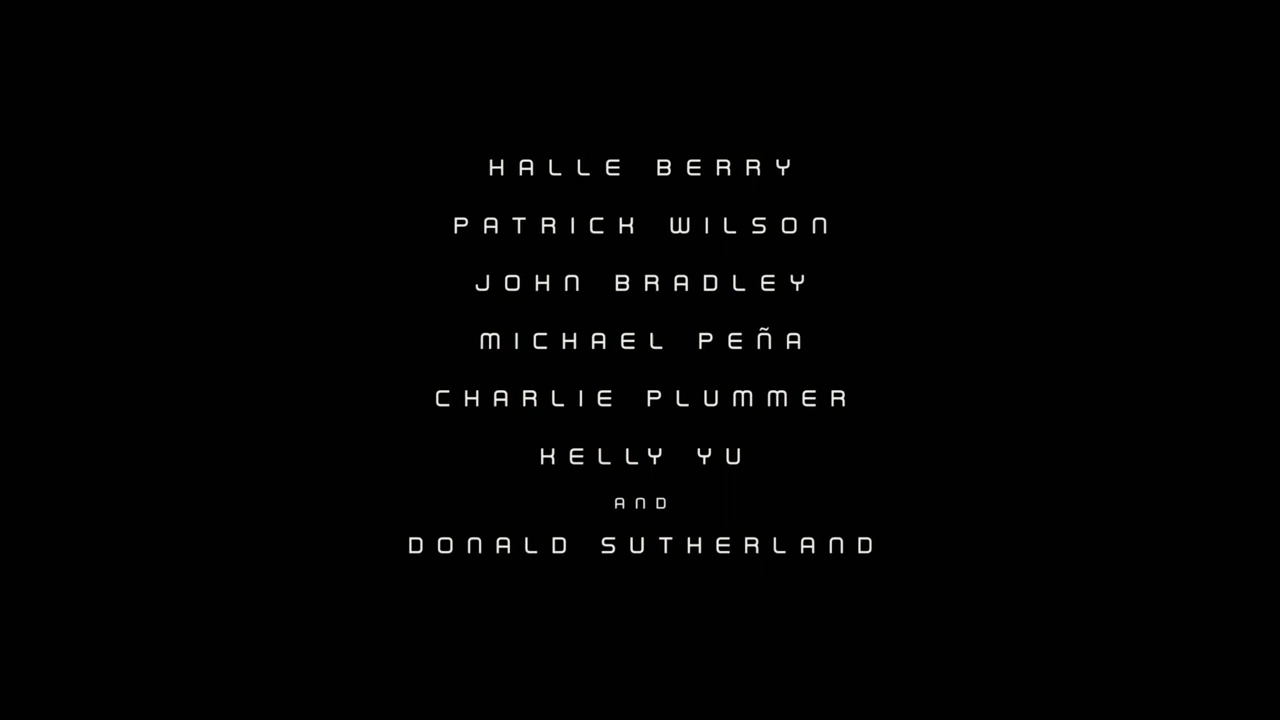 HALLE BERRY
PATRICK WILSON
JOHN BRADLEY
MICHAEL PEÑA
CHARLIE PLUMMER
KELLY YU
AND
DONALD SUTHERLAND